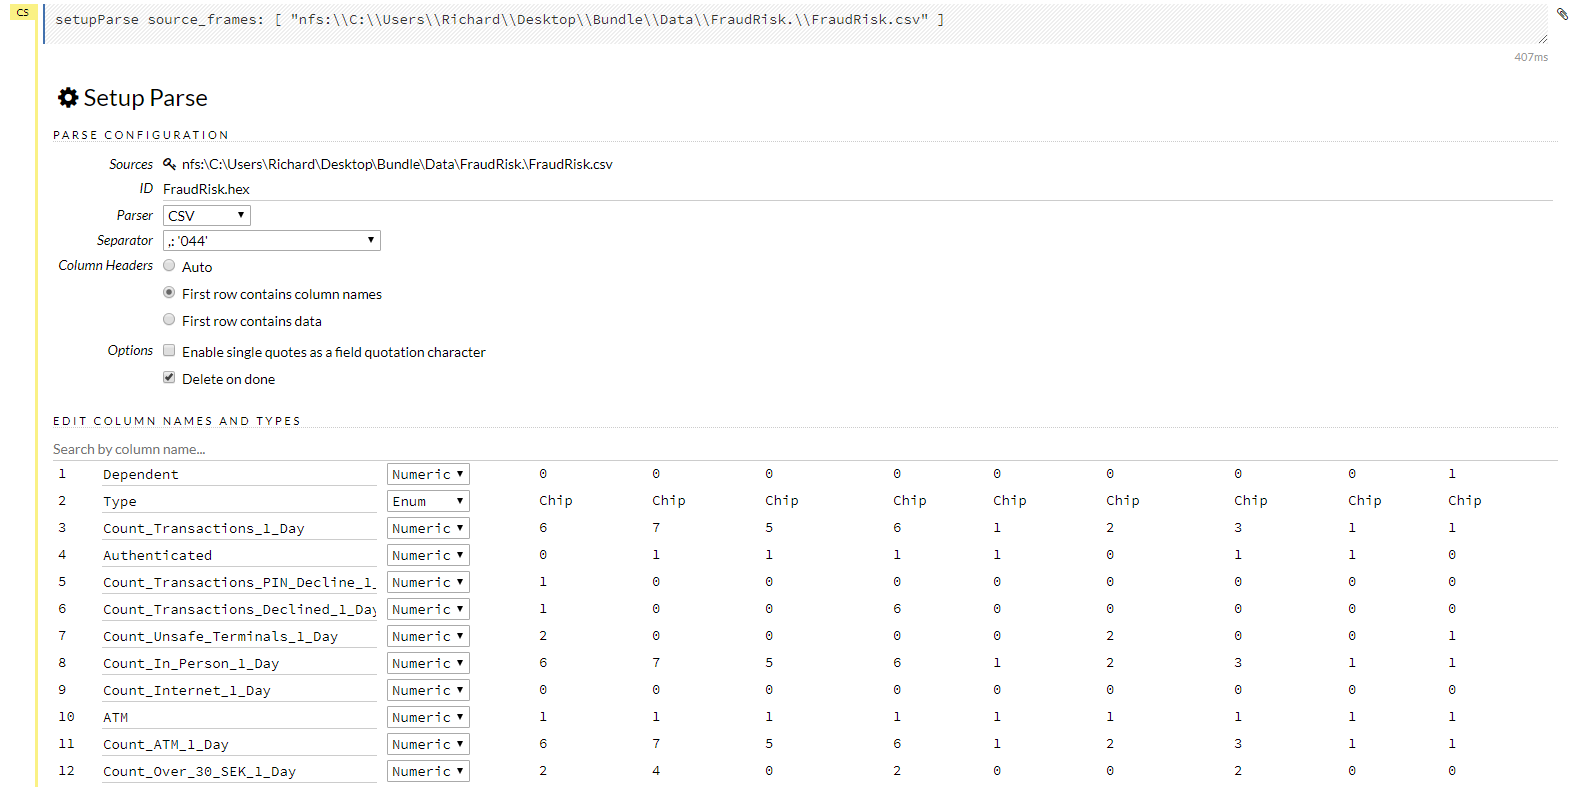 CS
setupParse source_frames: [ "nfs:\\C:\\Users\\Richard\\Desktop\\Bundle\\Data\\FraudRisk.\\FraudRisk.csv" ]
407ms
Setup Parse
PARSE CONFIGURATION
Sources nfs:\C:\Users\Richard\Desktop\Bundle\Data\FraudRisk.\FraudRisk.csv
ID FraudRisk.hex
Parser CSV
Separator ,: '044'
Column Headers Auto
First row contains column names
First row contains data
Options Enable single quotes as a field quotation character
Delete on done
EDIT COLUMN NAMES AND TYPES
Search by column name...
1 Dependent Numeric 0 0 0 0 0 0 0 0 1
2 Type Enum Chip Chip Chip Chip Chip Chip Chip Chip Chip
3 Count_Transactions_1_Day Numeric 6 7 5 6 1 2 3 1 1
4 Authenticated Numeric 0 1 1 1 1 0 1 1 0
5 Count_Transactions_PIN_Decline_1_ Numeric 1 0 0 0 0 0 0 0 0
6 Count_Transactions_Declined_1_Day Numeric 1 0 0 6 0 0 0 0 0
7 Count_Unsafe_Terminals_1_Day Numeric 2 0 0 0 0 2 0 0 1
8 Count_In_Person_1_Day Numeric 6 7 5 6 1 2 3 1 1
9 Count_Internet_1_Day Numeric 0 0 0 0 0 0 0 0 0
10 ATM Numeric 1 1 1 1 1 1 1 1 1
11 Count_ATM_1_Day Numeric 6 7 5 6 1 2 3 1 1
12 Count_Over_30_SEK_1_Day Numeric 2 4 0 2 0 0 2 0 0